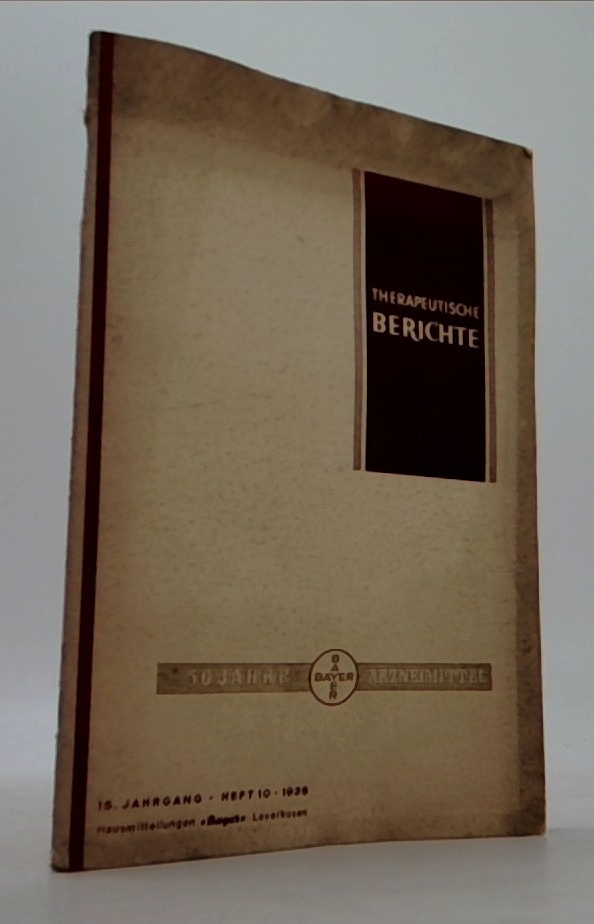 THERAPEUTISCHE
BERICHTE
50 JAHRE BAYER ARZNEIMITTEL
15. JAHRGANG · HEFT 10 · 1938
Hausmitteilungen »Bayer« Leverkusen